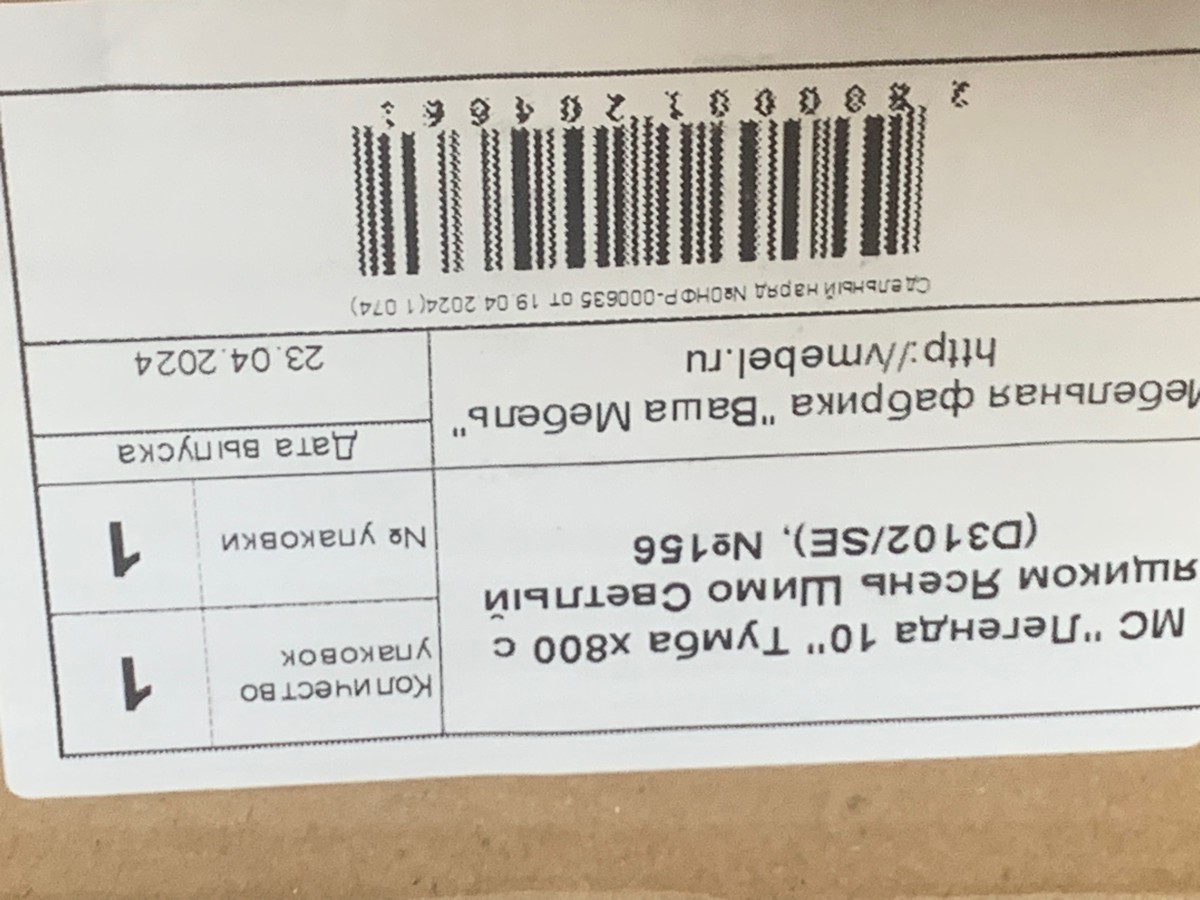 МС "Легенда 10" Тумба х800 с
ящиком Ясень Шимо Светлый
(D3102/SE), №156
Количество
упаковок
1
№ упаковки
1
Мебельная фабрика "Ваша Мебель"
http://vmebel.ru
Дата выпуска
23.04.2024
Сдельный наряд №0НФР-000635 от 19.04.2024(1 074)